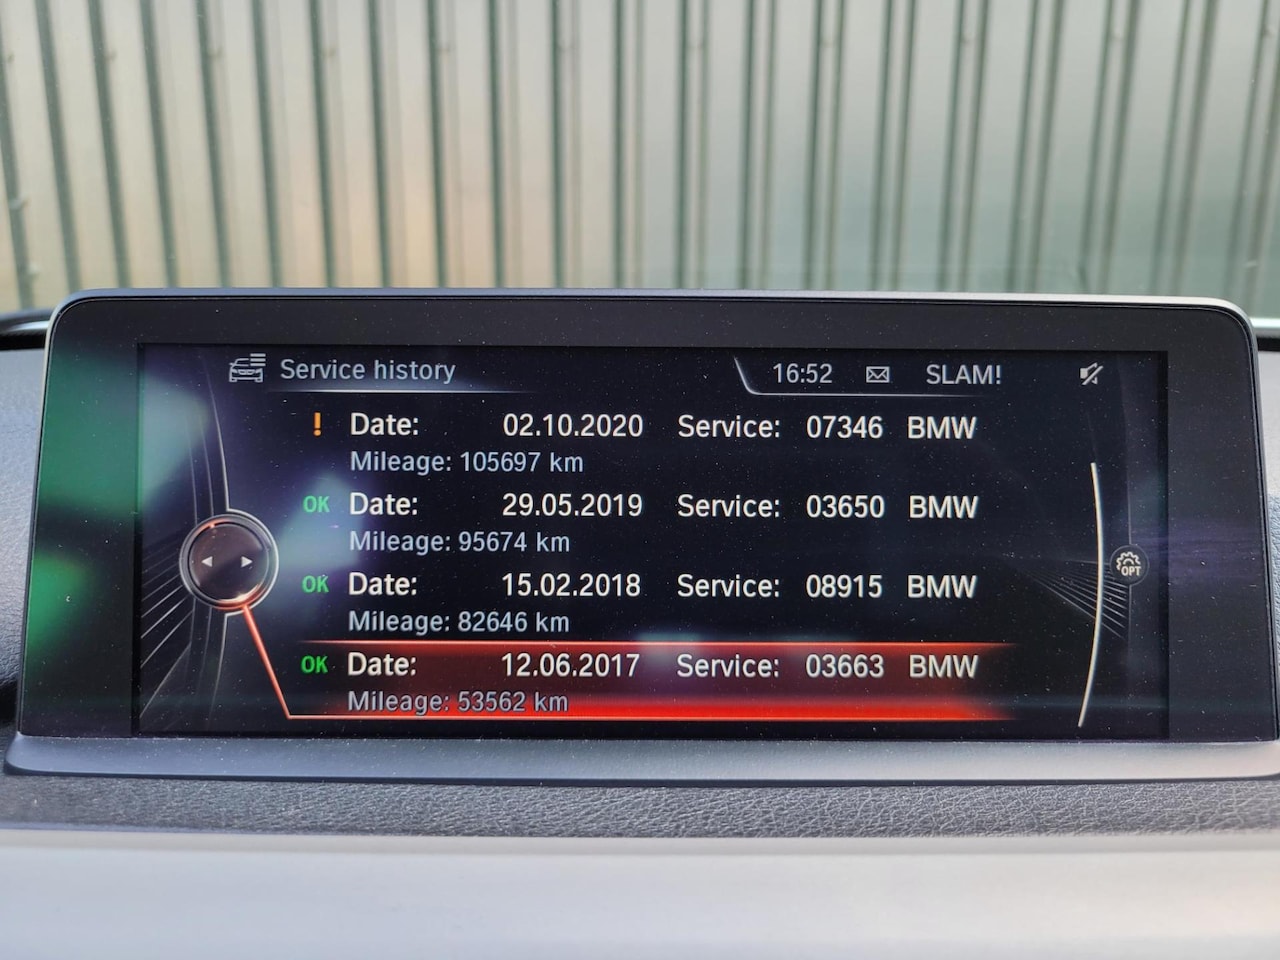 Service history 16:52 SLAM!
! Date: 02.10.2020 Service: 07346 BMW
Mileage: 105697 km
OK Date: 29.05.2019 Service: 03650 BMW
Mileage: 95674 km
OK Date: 15.02.2018 Service: 08915 BMW
Mileage: 82646 km
OPT
OK Date: 12.06.2017 Service: 03663 BMW
Mileage: 53562 km